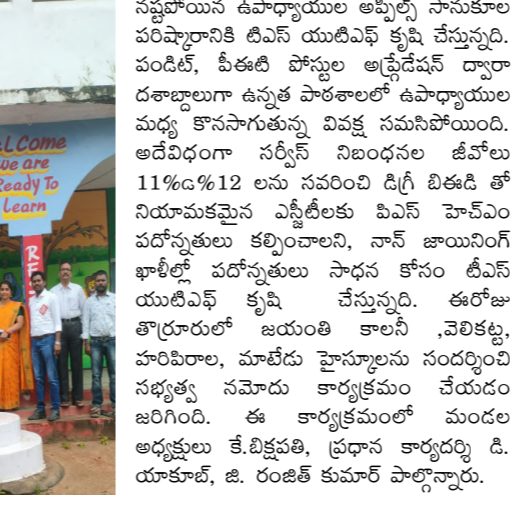 elCome
we are
Ready To
Learn
నష్టపోయిన ఉపాధ్యాయుల అప్పీల్స్ సానుకూల
పరిష్కారానికి టిఎస్ యుటిఎఫ్ కృషి చేస్తున్నది.
పండిట్, పీఈటి పోస్టుల అప్గ్రేడేషన్ ద్వారా
దశాబ్దాలుగా ఉన్నత పాఠశాలలో ఉపాధ్యాయుల
మధ్య కొనసాగుతున్న వివక్ష సమసిపోయింది.
అదేవిధంగా సర్వీస్ నిబంధనల జీవోలు
11%డ%12 లను సవరించి డిగ్రీ బిఈడి తో
నియామకమైన ఎస్జీటీలకు పిఎస్ హెచ్ఎం
పదోన్నతులు కల్పించాలని, నాన్ జాయినింగ్
ఖాళీల్లో పదోన్నతులు సాధన కోసం టీఎస్
యుటిఎఫ్ కృషి చేస్తున్నది. ఈరోజు
తొర్రూరులో జయంతి కాలనీ ,వెలికట్ట,
హరిపిరాల, మాటేడు హైస్కూలను సందర్శించి
సభ్యత్వ నమోదు కార్యక్రమం చేయడం
జరిగింది. ఈ కార్యక్రమంలో మండల
అధ్యక్షులు కే.బిక్షపతి, ప్రధాన కార్యదర్శి డి.
యాకూబ్, జి. రంజిత్ కుమార్ పాల్గొన్నారు.